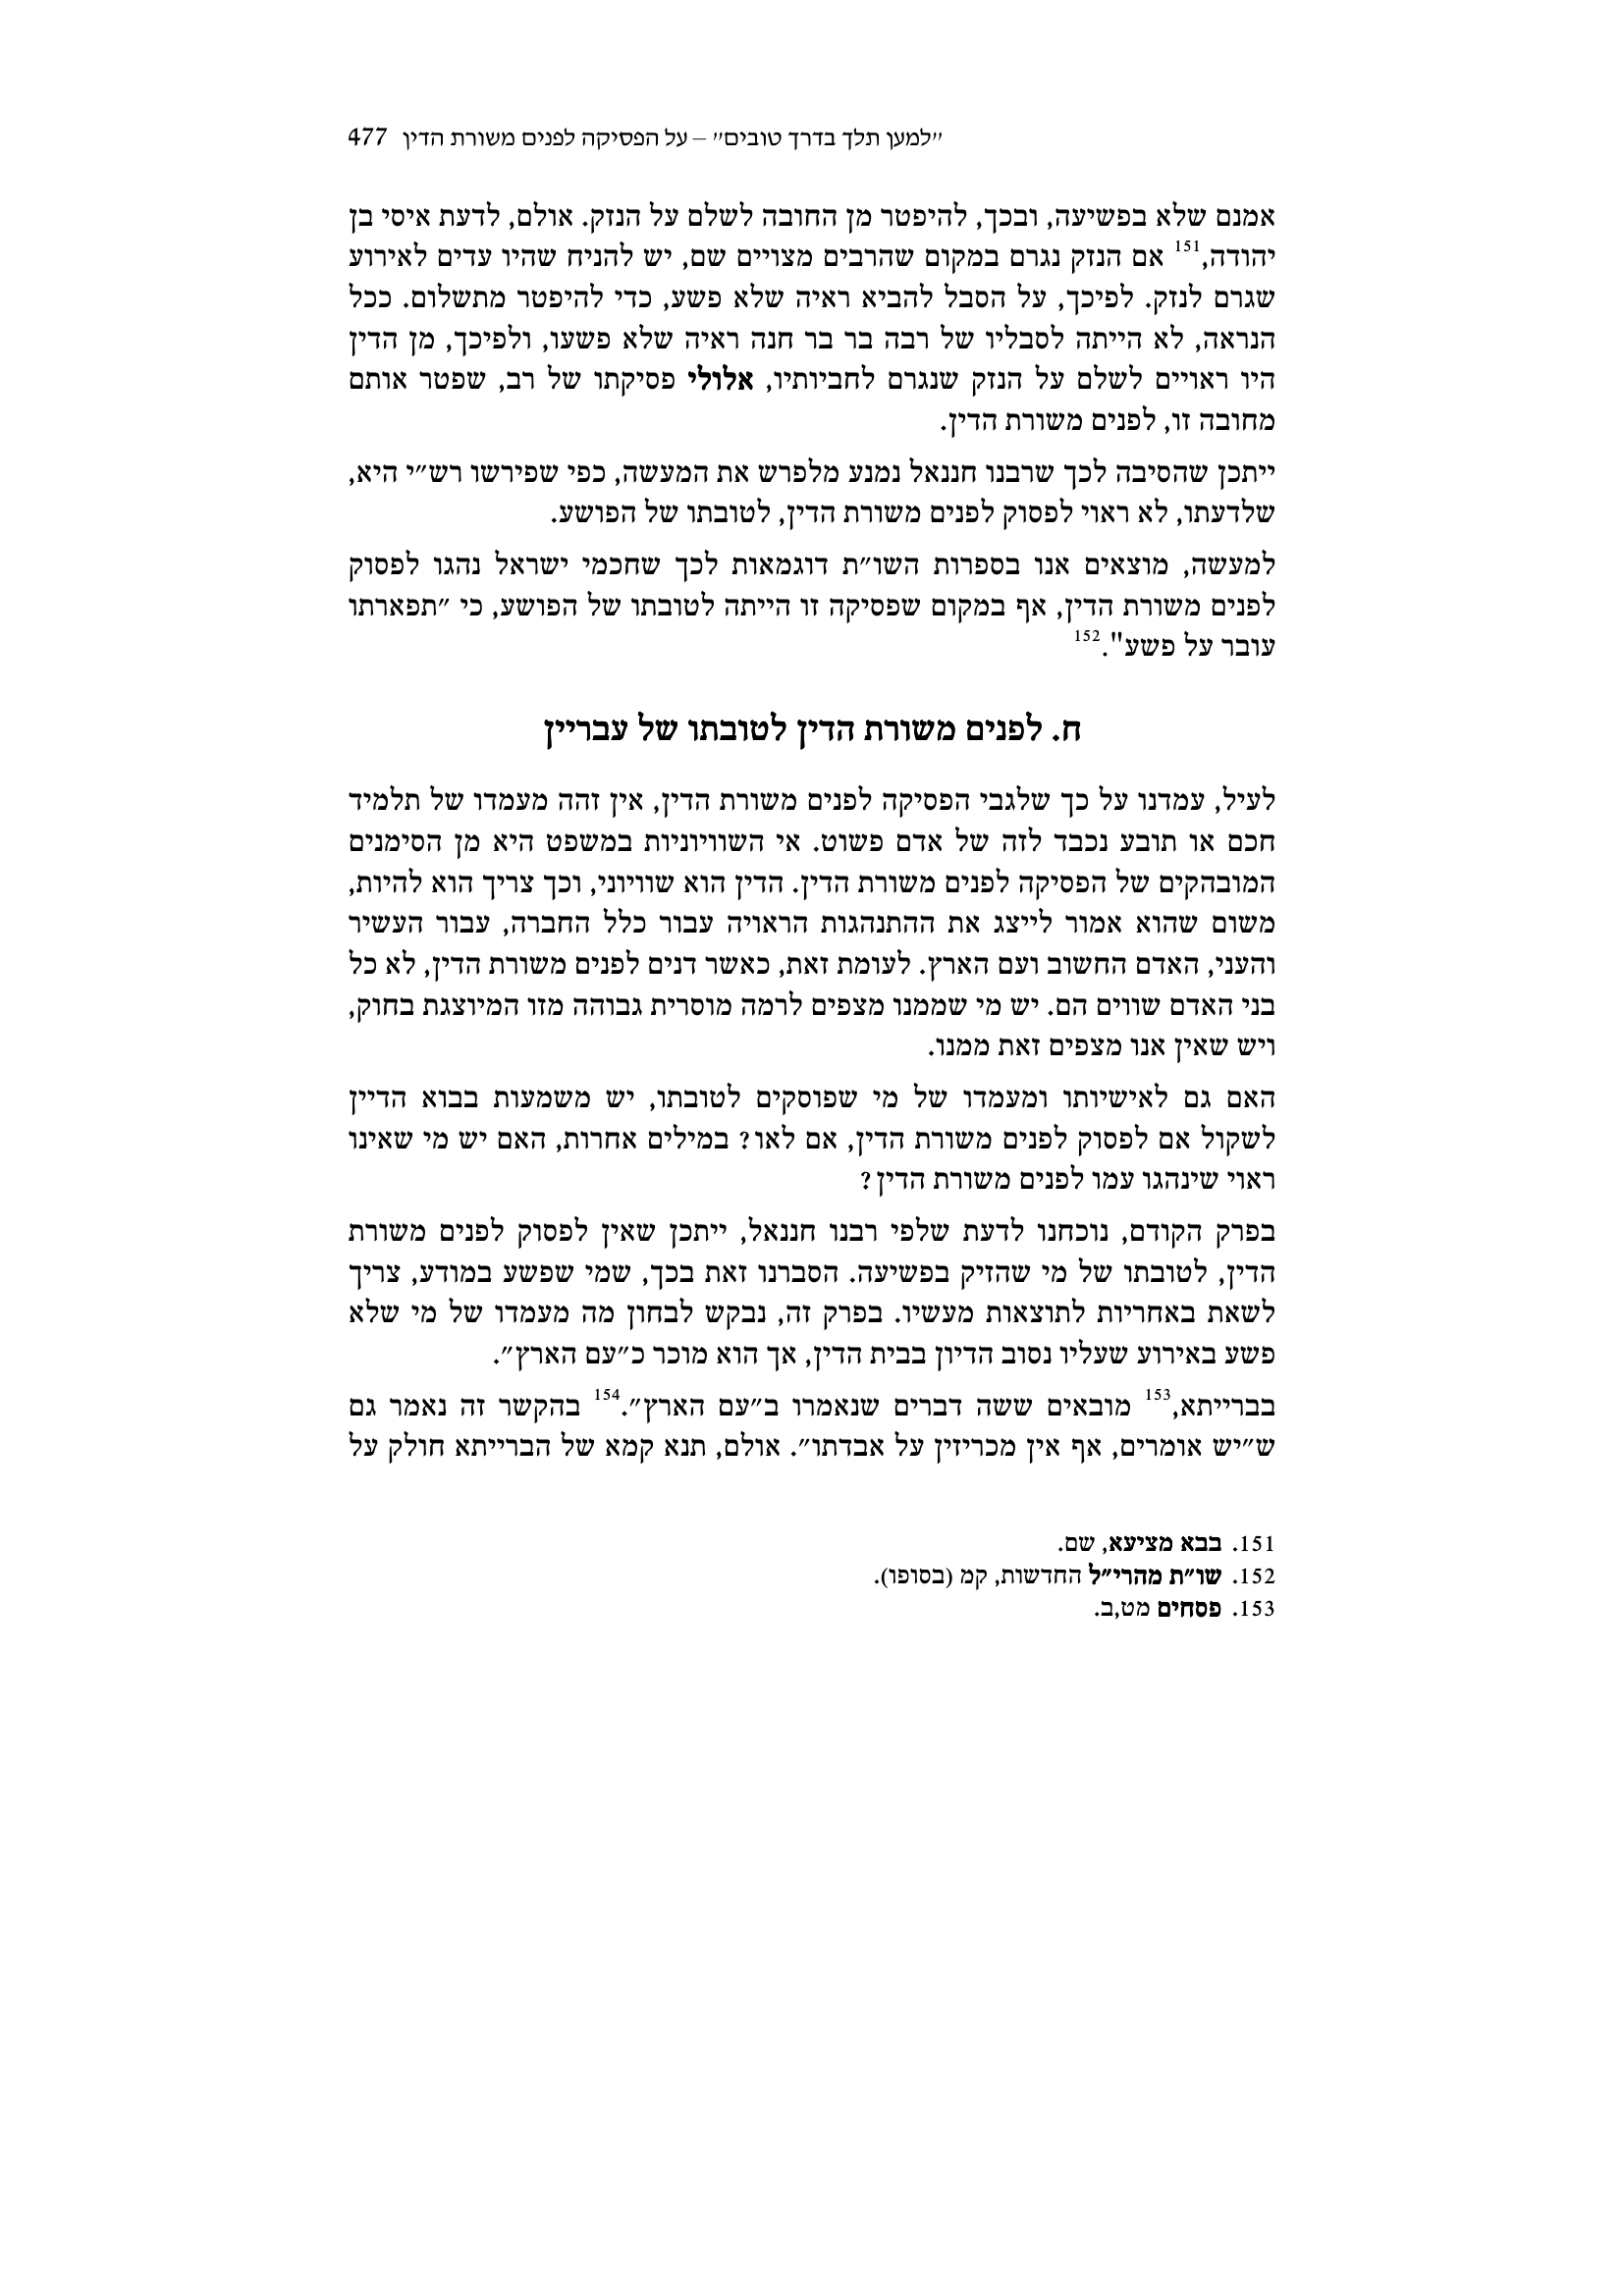 "למען תלך בדרך טובים" – על הפסיקה לפנים משורת הדין 477
אמנם שלא בפשיעה, ובכך, להיפטר מן החובה לשלם על הנזק. אולם, לדעת איסי בן
יהודה,151 אם הנזק נגרם במקום שהרבים מצויים שם, יש להניח שהיו עדים לאירוע
שגרם לנזק. לפיכך, על הסבל להביא ראיה שלא פשע, כדי להיפטר מתשלום. ככל
הנראה, לא הייתה לסבליו של רבה בר בר חנה ראיה שלא פשעו, ולפיכך, מן הדין
היו ראויים לשלם על הנזק שנגרם לחביותיו, אלולי פסיקתו של רב, שפטר אותם
מחובה זו, לפנים משורת הדין.
ייתכן שהסיבה לכך שרבנו חננאל נמנע מלפרש את המעשה, כפי שפירשו רש"י היא,
שלדעתו, לא ראוי לפסוק לפנים משורת הדין, לטובתו של הפושע.
למעשה, מוצאים אנו בספרות השו"ת דוגמאות לכך שחכמי ישראל נהגו לפסוק
לפנים משורת הדין, אף במקום שפסיקה זו הייתה לטובתו של הפושע, כי "תפארתו
עובר על פשע".152
ח. לפנים משורת הדין לטובתו של עבריין
לעיל, עמדנו על כך שלגבי הפסיקה לפנים משורת הדין, אין זהה מעמדו של תלמיד
חכם או תובע נכבד לזה של אדם פשוט. אי השוויוניות במשפט היא מן הסימנים
המובהקים של הפסיקה לפנים משורת הדין. הדין הוא שוויוני, וכך צריך הוא להיות,
משום שהוא אמור לייצג את ההתנהגות הראויה עבור כלל החברה, עבור העשיר
והעני, האדם החשוב ועם הארץ. לעומת זאת, כאשר דנים לפנים משורת הדין, לא כל
בני האדם שווים הם. יש מי שממנו מצפים לרמה מוסרית גבוהה מזו המיוצגת בחוק,
ויש שאין אנו מצפים זאת ממנו.
האם גם לאישיותו ומעמדו של מי שפוסקים לטובתו, יש משמעות בבוא הדיין
לשקול אם לפסוק לפנים משורת הדין, אם לאו? במילים אחרות, האם יש מי שאינו
ראוי שינהגו עמו לפנים משורת הדין?
בפרק הקודם, נוכחנו לדעת שלפי רבנו חננאל, ייתכן שאין לפסוק לפנים משורת
הדין, לטובתו של מי שהזיק בפשיעה. הסברנו זאת בכך, שמי שפשע במודע, צריך
לשאת באחריות לתוצאות מעשיו. בפרק זה, נבקש לבחון מה מעמדו של מי שלא
פשע באירוע שעליו נסוב הדיון בבית הדין, אך הוא מוכר כ"עם הארץ".
בברייתא,153 מובאים ששה דברים שנאמרו ב"עם הארץ".154 בהקשר זה נאמר גם
ש"יש אומרים, אף אין מכריזין על אבדתו". אולם, תנא קמא של הברייתא חולק על
151. בבא מציעא, שם.
152. שו"ת מהרי"ל החדשות, קמ (בסופו).
153. פסחים מט,ב.